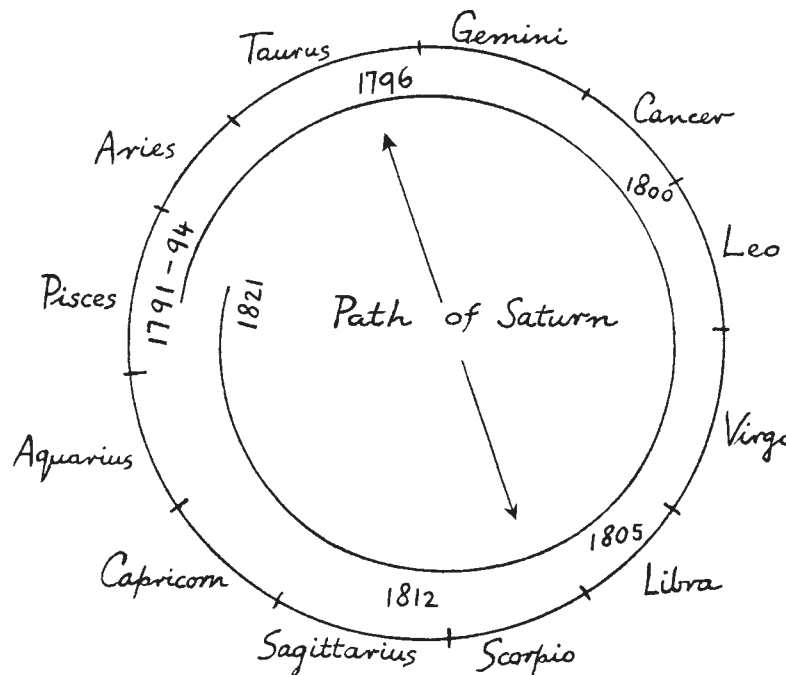 Taurus
Gemini
1796
Cancer
Aries
1800
Leo
1791-94
Pisces
1821
Path of Saturn
Virgo
Aquarius
1805
Libra
Capricorn
1812
Sagittarius
Scorpio